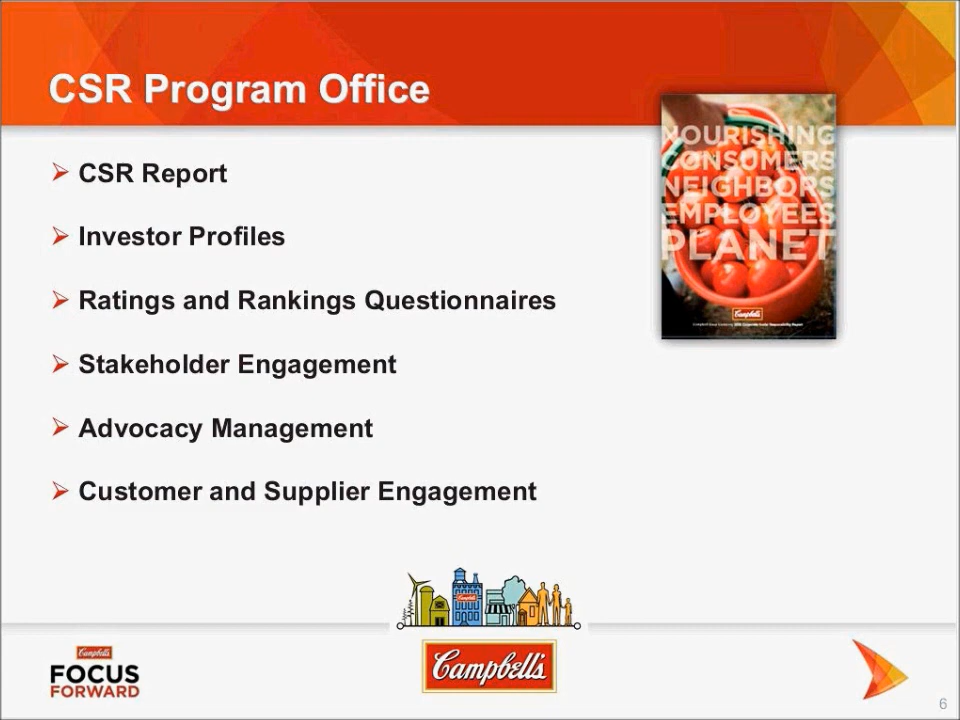 CSR Program Office
CSR Report
Investor Profiles
Ratings and Rankings Questionnaires
Stakeholder Engagement
Advocacy Management
Customer and Supplier Engagement
NOURISHING
CONSUMERS
NEIGHBORS
EMPLOYEES
PLANET
Campbell's
Campbell's
Campbell's
FOCUS
FORWARD
Campbell's
6